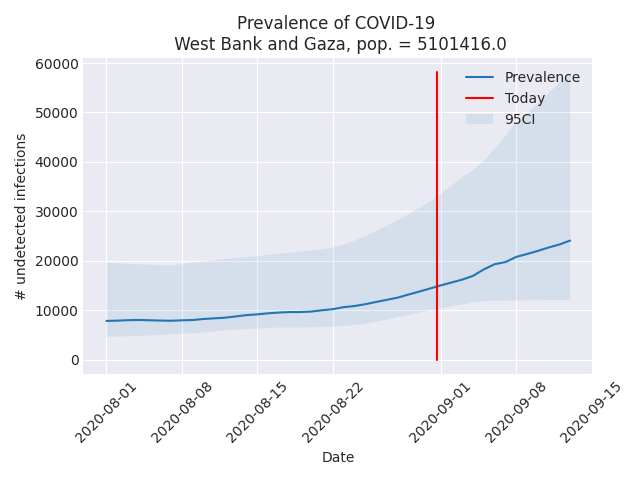 Prevalence of COVID-19
West Bank and Gaza, pop. = 5101416.0
Prevalence
Today
95CI
60000
50000
40000
30000
20000
10000
0
# undetected infections
2020-08-01
2020-08-08
2020-08-15
2020-08-22
2020-09-01
2020-09-08
2020-09-15
Date